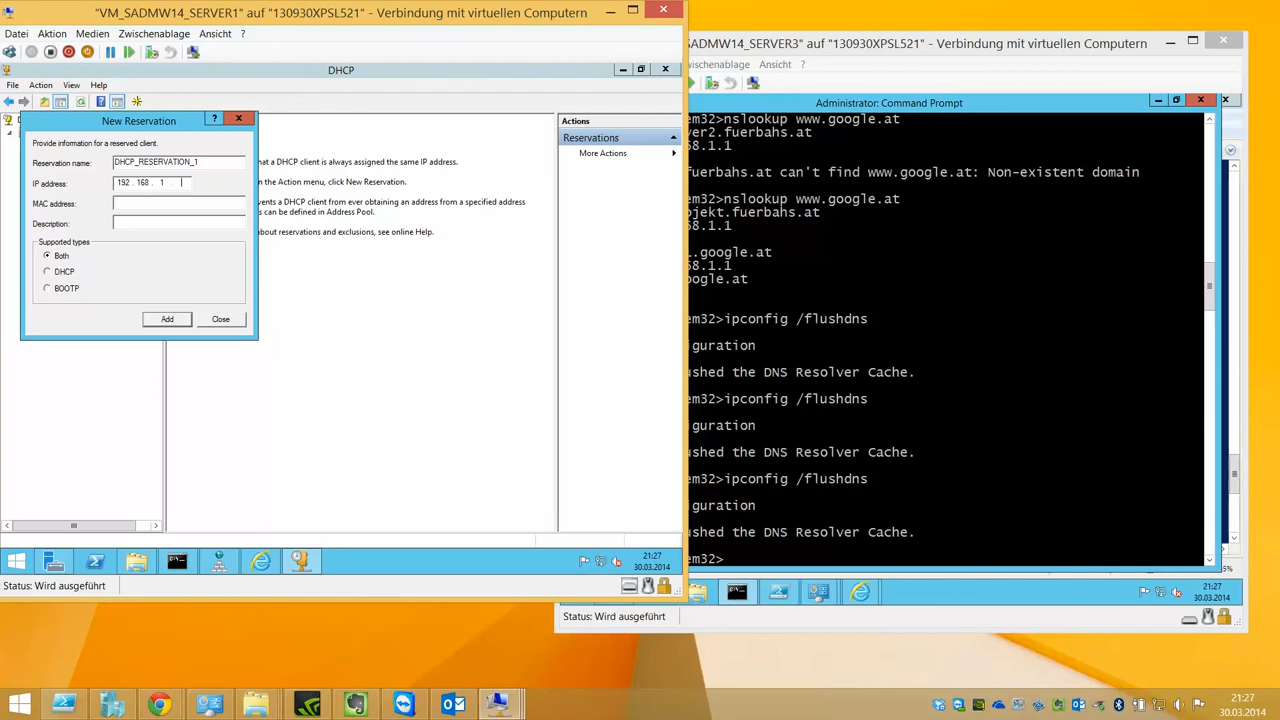 "VM_SADMW14_SERVER1" auf "130930XPSL521" - Verbindung mit virtuellen Computern
Datei Aktion Medien Zwischenablage Ansicht ?
DHCP
File Action View Help
New Reservation
Provide information for a reserved client.
Reservation name: DHCP_RESERVATION_1
IP address: 192 . 168 . 1 .
MAC address:
Description:
Supported types
Both
DHCP
BOOTP
Add Close
hat a DHCP client is always assigned the same IP address.
n the Action menu, click New Reservation.
vents a DHCP client from ever obtaining an address from a specified address
s can be defined in Address Pool.
bout reservations and exclusions, see online Help.
Actions
Reservations
More Actions
21:27
30.03.2014
Status: Wird ausgeführt
SADMW14_SERVER3" auf "130930XPSL521" - Verbindung mit virtuellen Computern
wischenablage Ansicht ?
Administrator: Command Prompt
em32>nslookup www.google.at
ver2.fuerbahs.at
68.1.1
fuerbahs.at can't find www.google.at: Non-existent domain
em32>nslookup www.google.at
ojekt.fuerbahs.at
68.1.1
.google.at
68.1.1
oogle.at
em32>ipconfig /flushdns
iguration
ushed the DNS Resolver Cache.
em32>ipconfig /flushdns
iguration
ushed the DNS Resolver Cache.
em32>ipconfig /flushdns
iguration
ushed the DNS Resolver Cache.
em32>
5%
21:27
30.03.2014
Status: Wird ausgeführt
21:27
30.03.2014